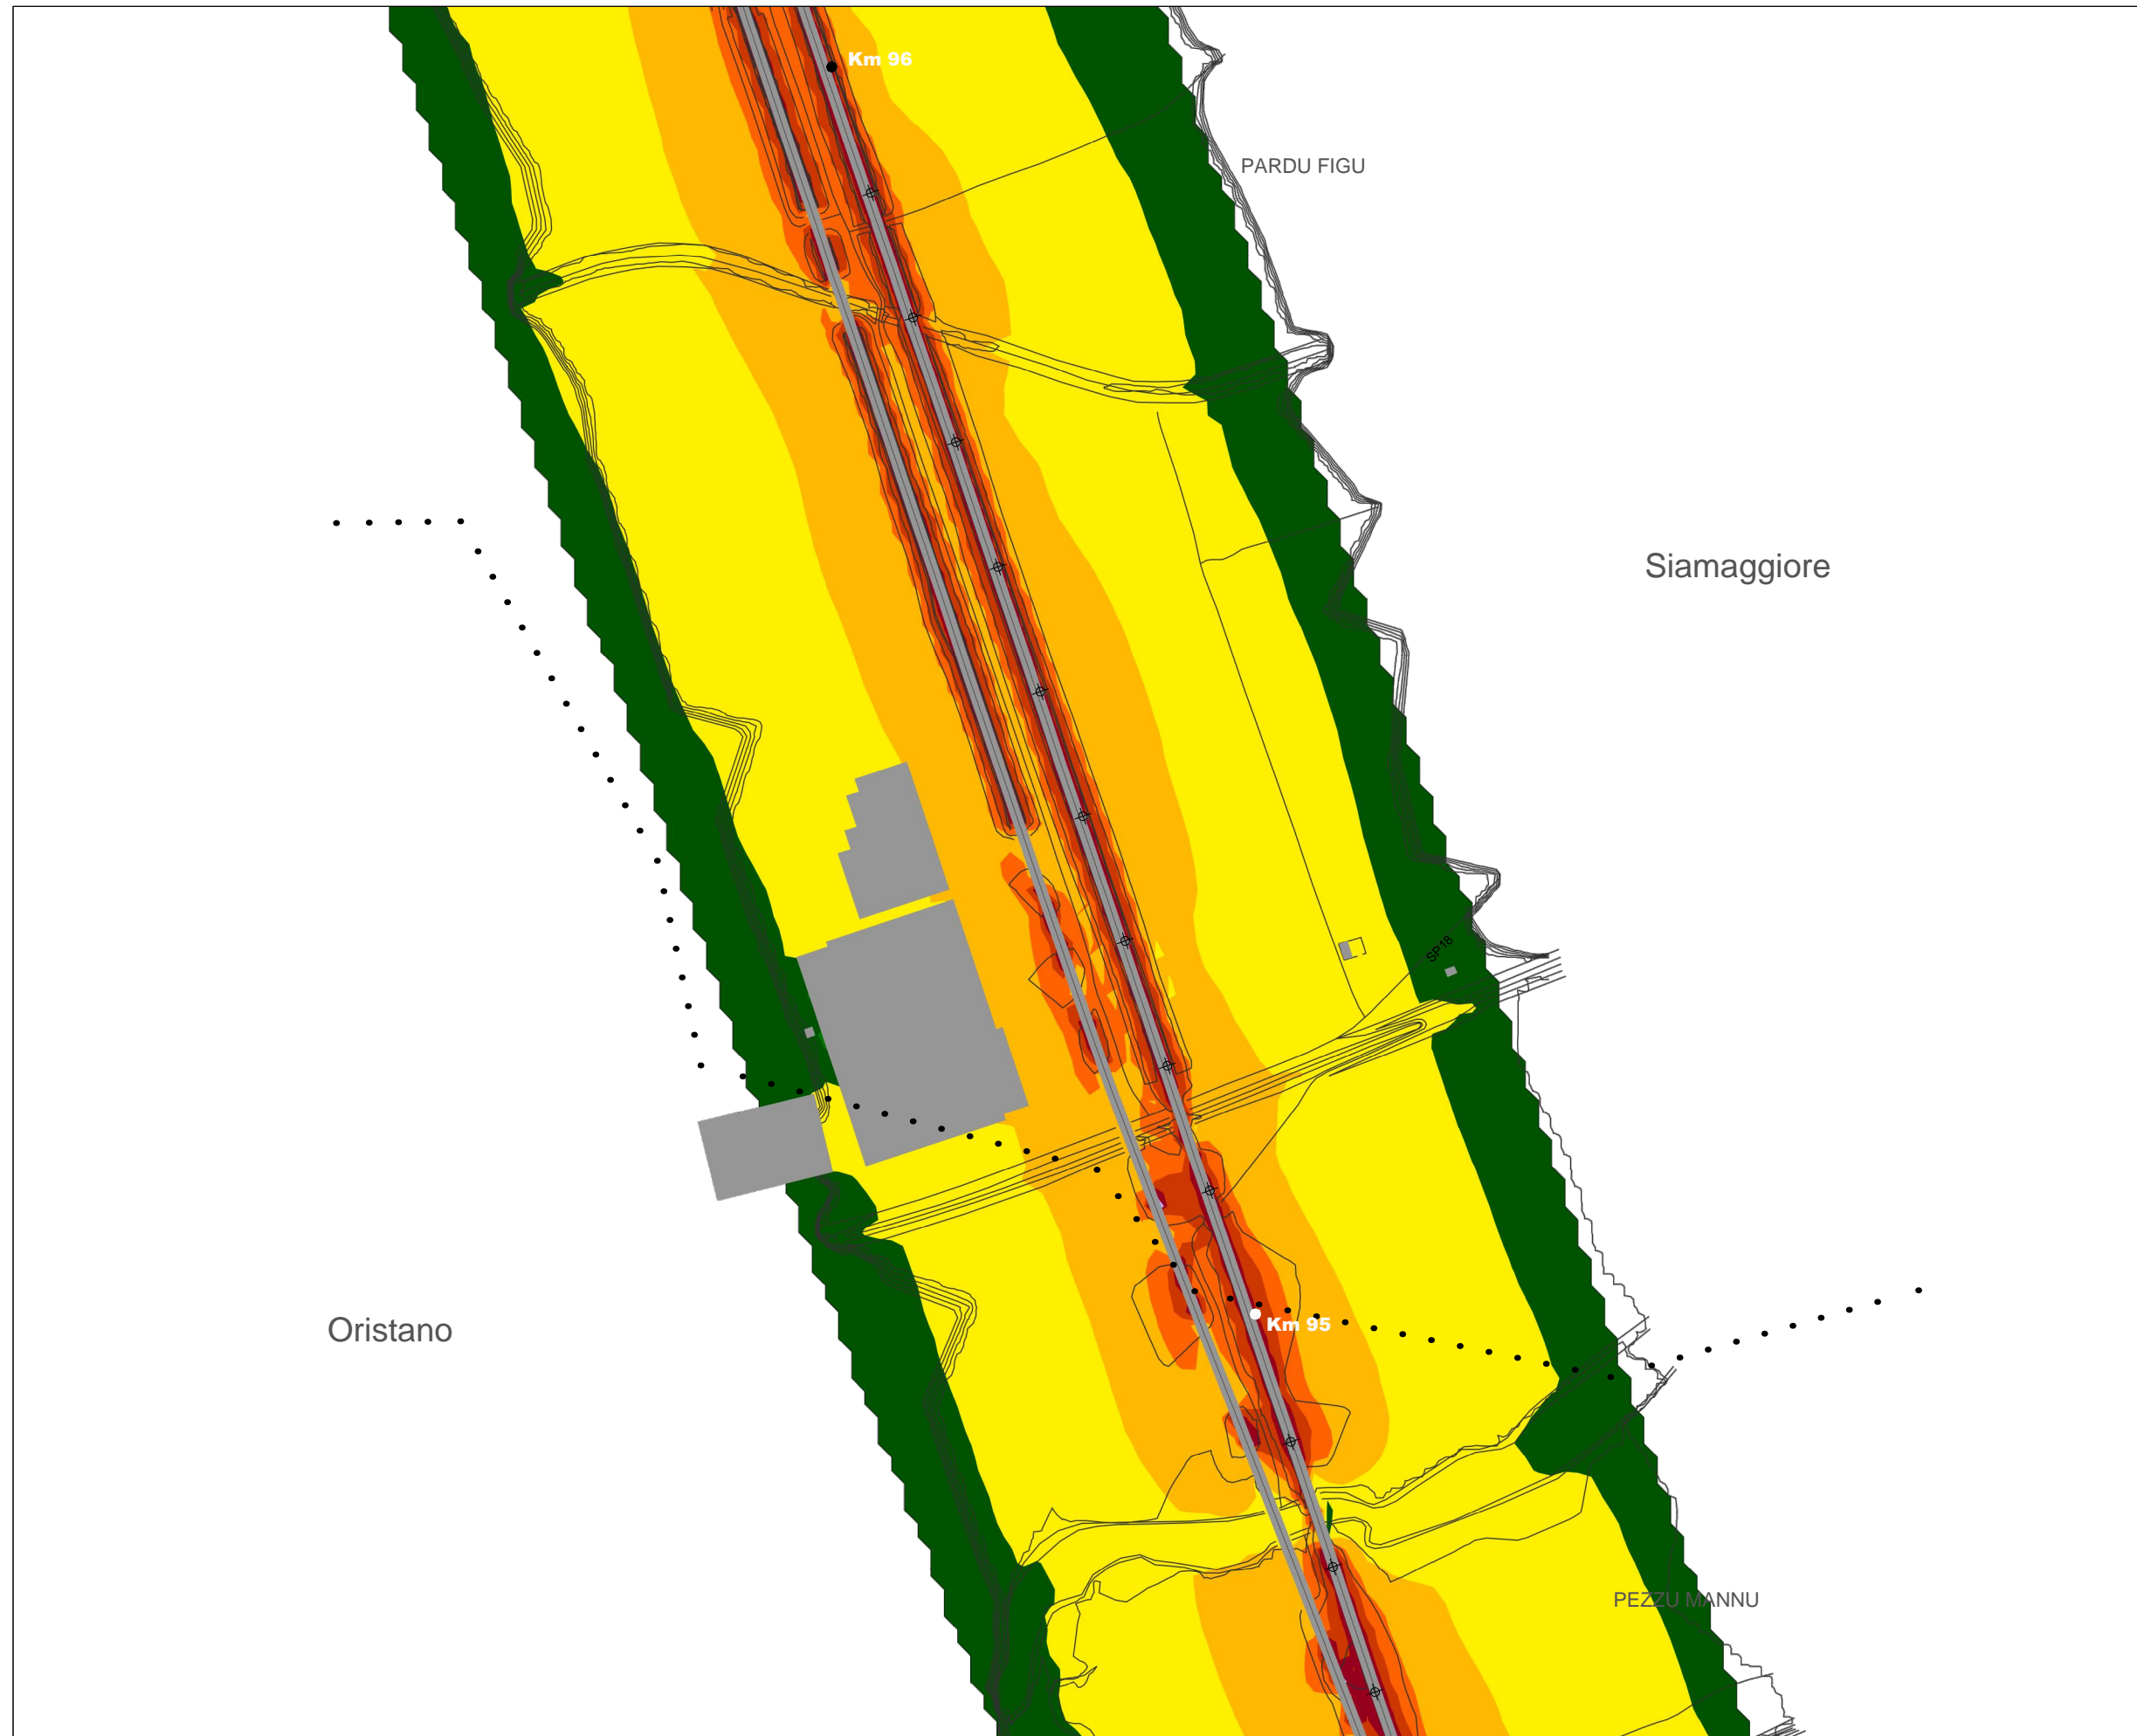 Km 96
PARDU FIGU
Siamaggiore
SP18
Oristano
Km 95
PEZZU MANNU